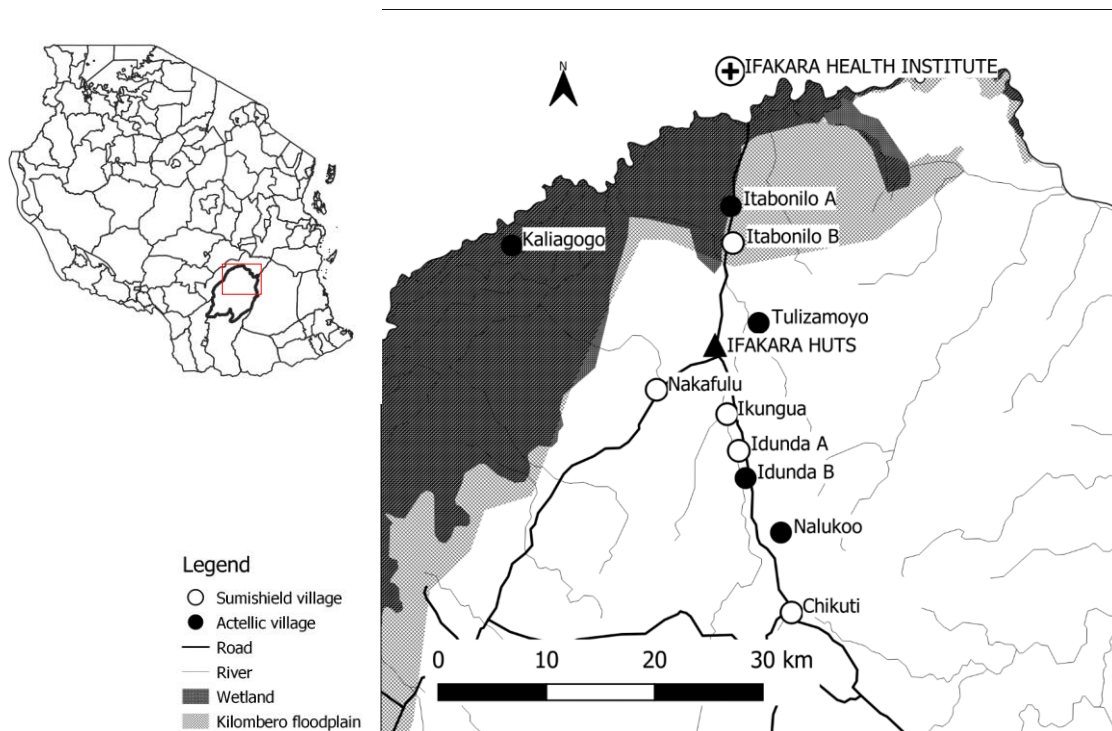 N
IFAKARA HEALTH INSTITUTE
Itabonilo A
Itabonilo B
Kaliagogo
Tulizamoyo
IFAKARA HUTS
Nakafulu
Ikungua
Idunda A
Idunda B
Nalukoo
Chikuti
0 10 20 30 km
Legend
Sumishield village
Actellic village
Road
River
Wetland
Kilombero floodplain